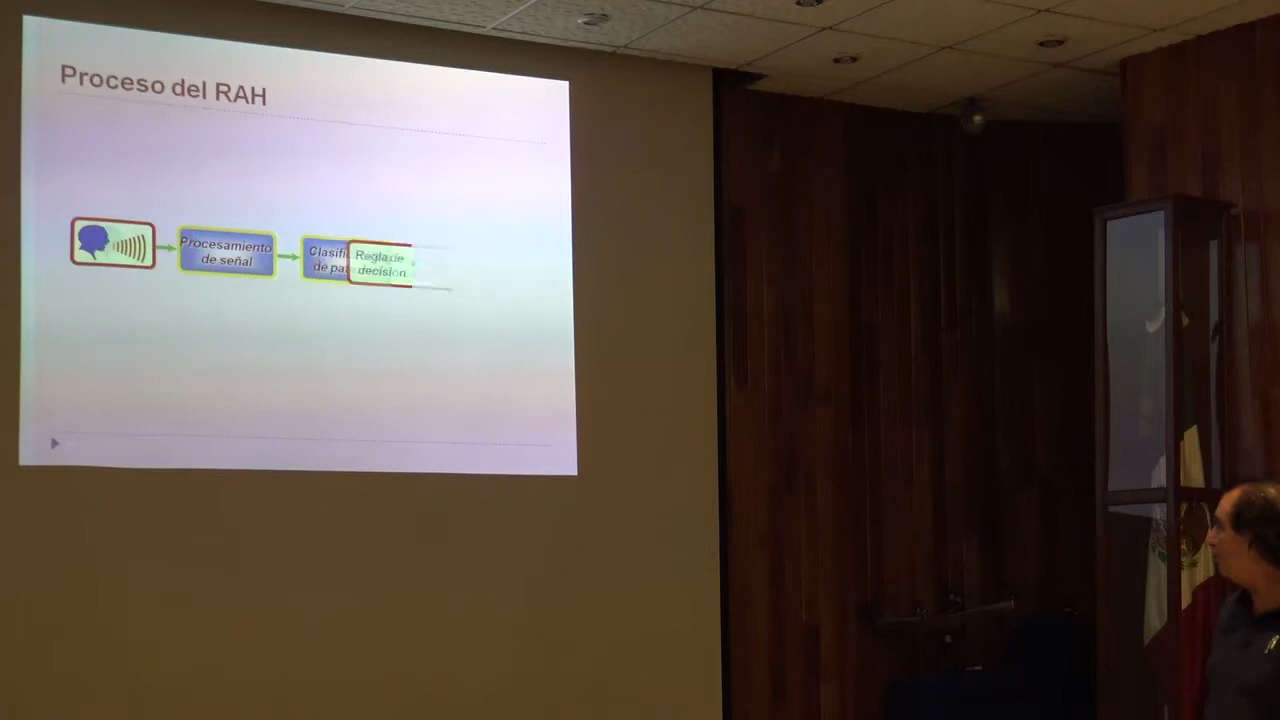 Proceso del RAH
Procesamiento
de señal
Regla de
decisión